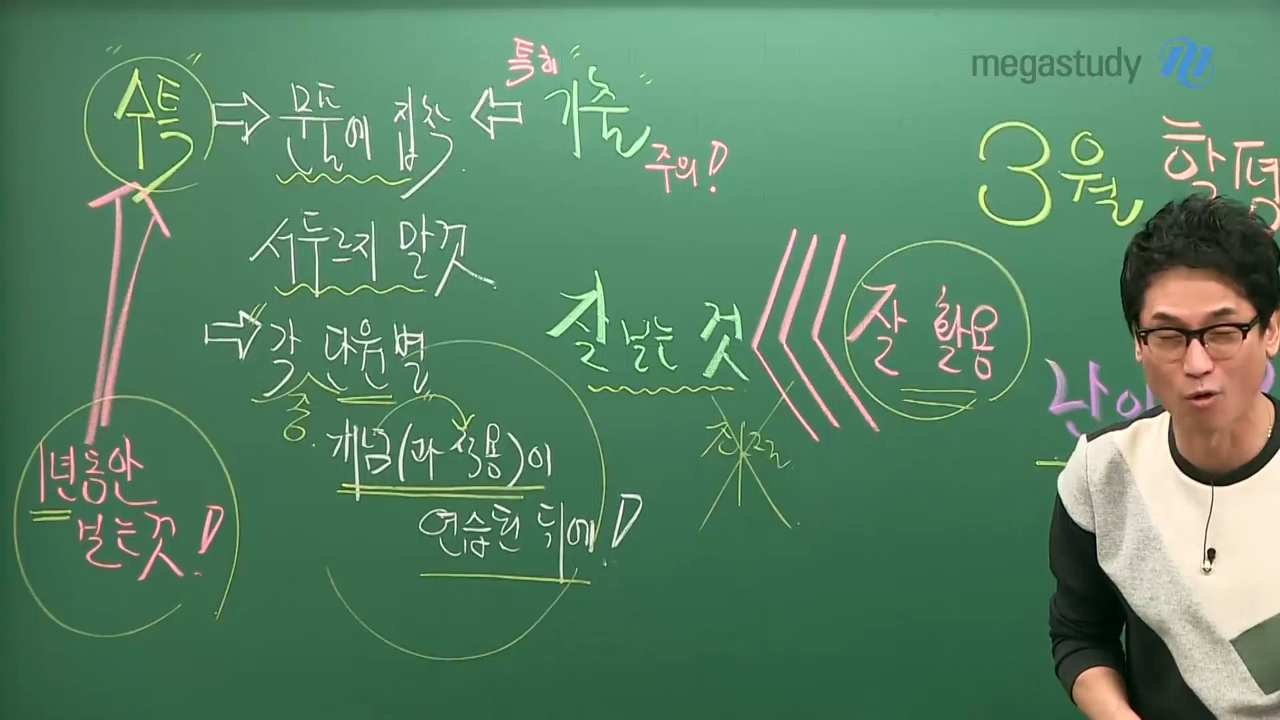 megastudy
"수특" ⇨ 문돌에 집착 ⇦ 특히 "기출" 주의!
3월 학평
서두르지 말것
⇨ 각 단원별
잘 보는 것
잘 활용
개념(과 적용)이
연습된 뒤에!
1년동안
보는것!